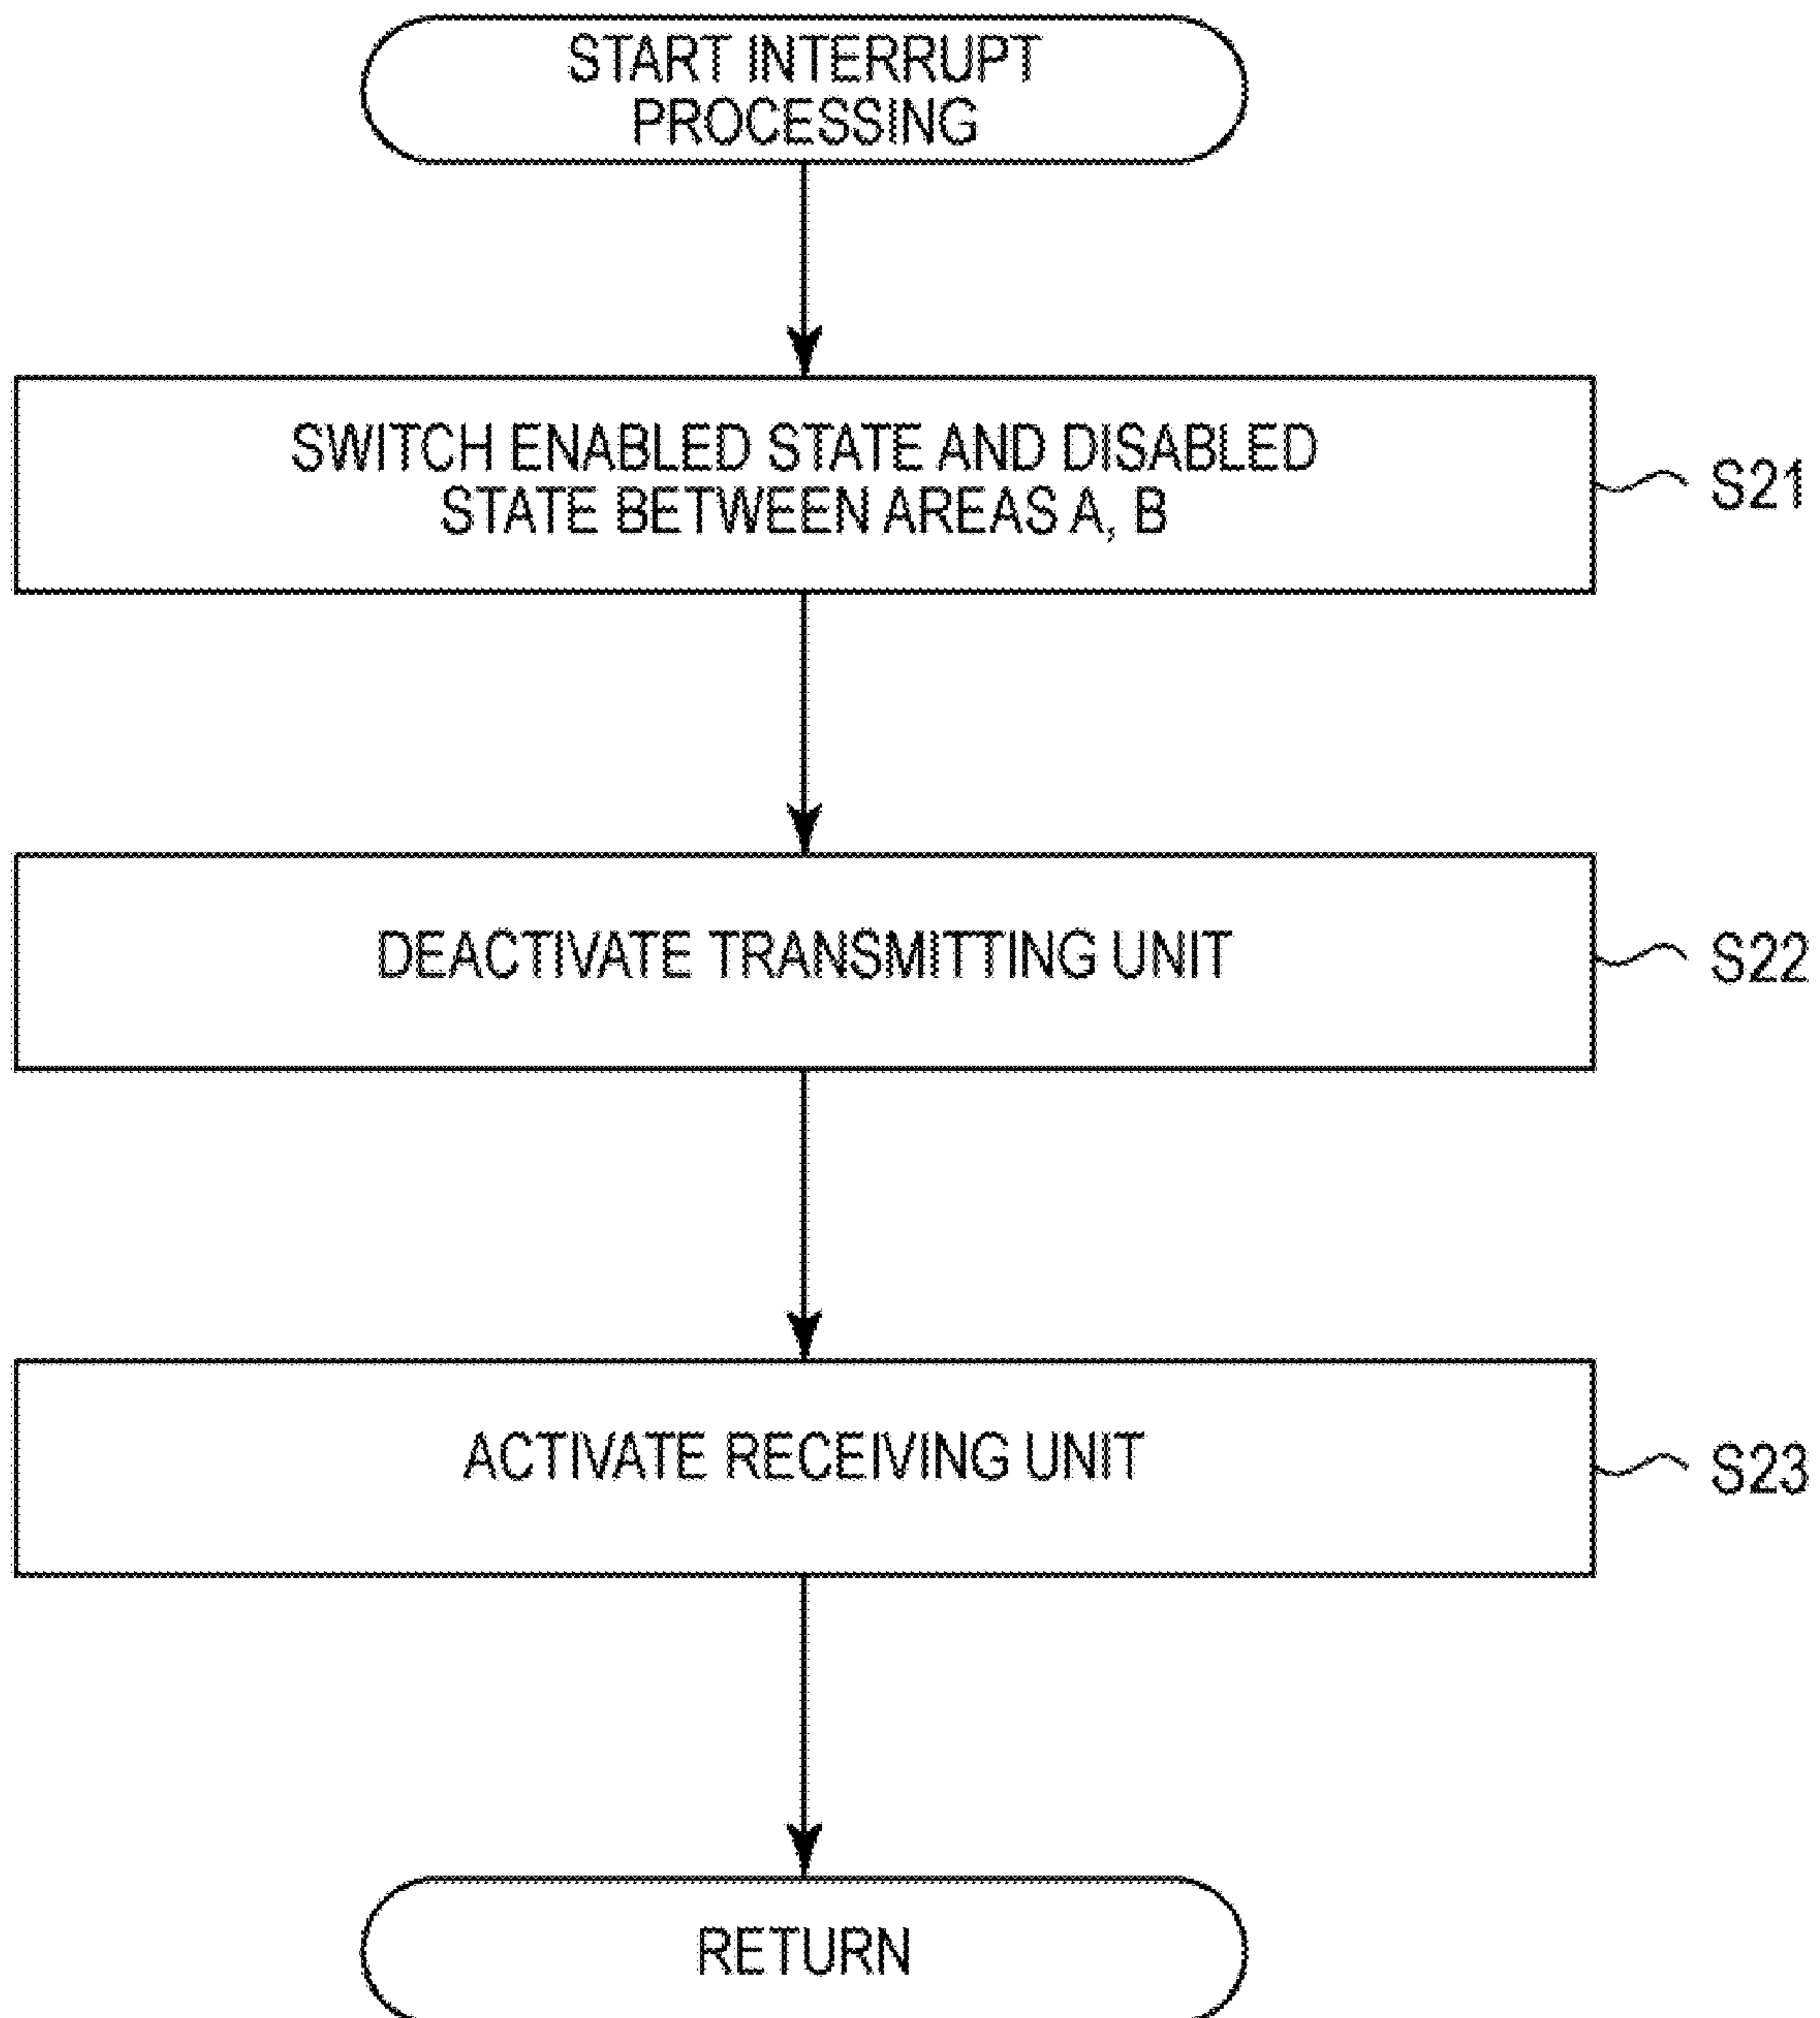 START INTERRUPT
PROCESSING
SWITCH ENABLED STATE AND DISABLED
STATE BETWEEN AREAS A, B
S21
DEACTIVATE TRANSMITTING UNIT
S22
ACTIVATE RECEIVING UNIT
S23
RETURN